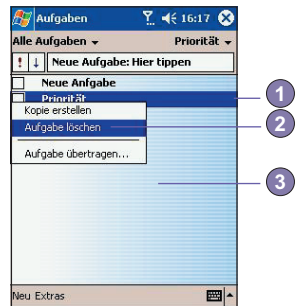 Aufgaben 16:17
Alle Aufgaben Priorität
! ↓ Neue Aufgabe: Hier tippen
Neue Anfgabe
Priorität
Kopie erstellen
Aufgabe löschen
Aufgabe übertragen...
1
2
3
Neu Extras